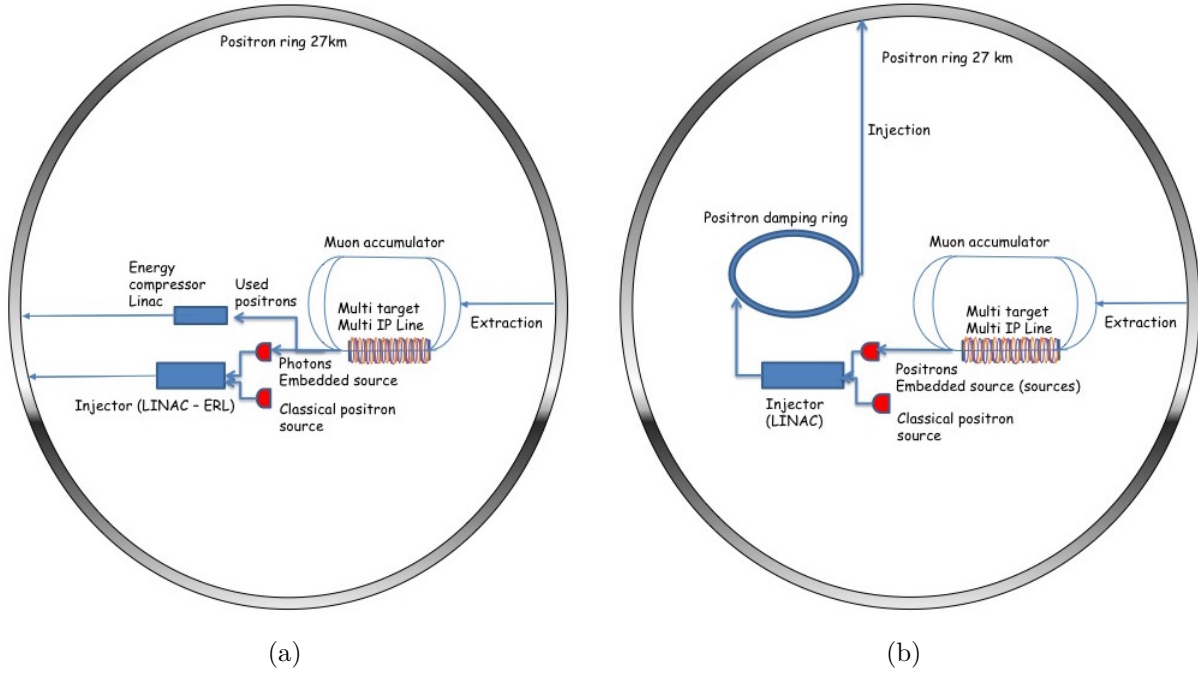 Positron ring 27km
Muon accumulator
Energy
compressor
Linac
Used
positrons
Multi target
Multi IP Line
Extraction
Photons
Embedded source
Injector (LINAC – ERL)
Classical positron
source
(a)
Positron ring 27 km
Injection
Positron damping ring
Muon accumulator
Multi target
Multi IP Line
Extraction
Positrons
Embedded source (sources)
Injector
(LINAC)
Classical positron
source
(b)